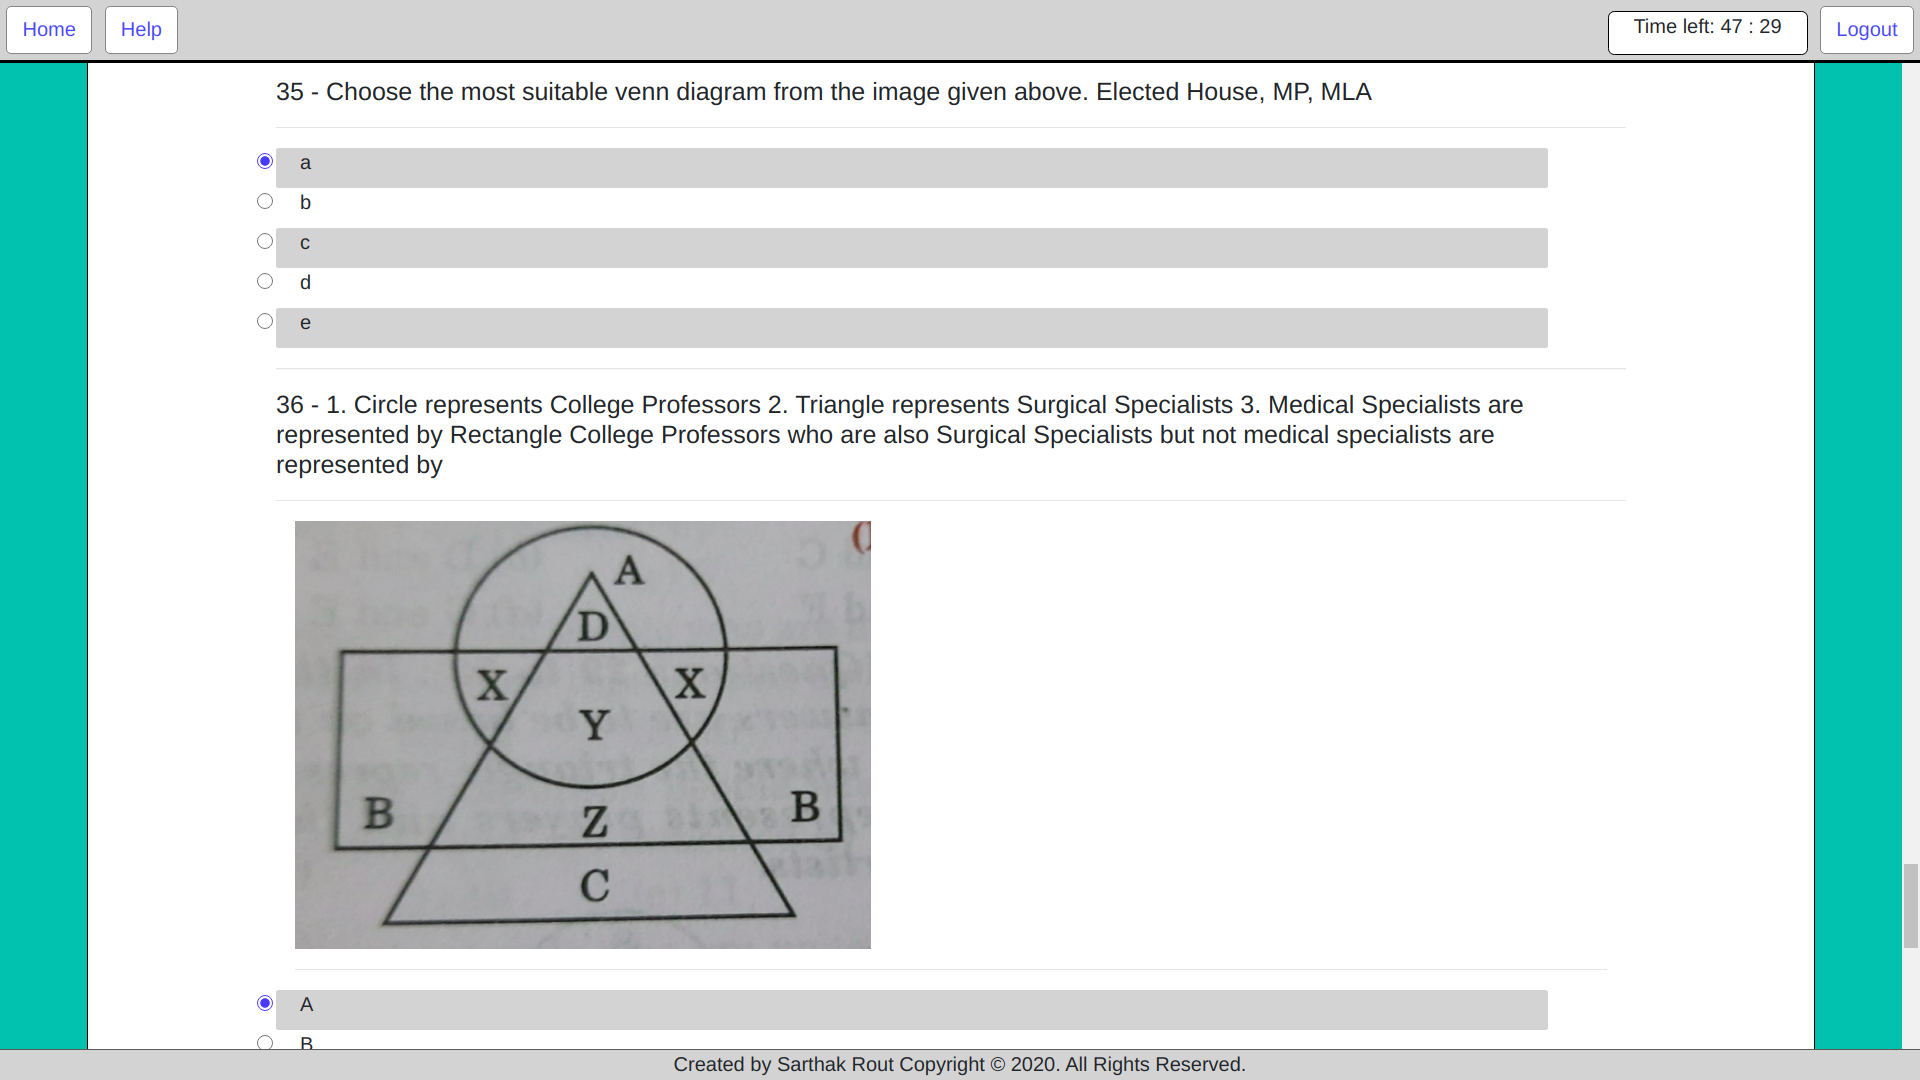 Home Help Time left: 47 : 29 Logout
35 - Choose the most suitable venn diagram from the image given above. Elected House, MP, MLA
a
b
c
d
e
36 - 1. Circle represents College Professors 2. Triangle represents Surgical Specialists 3. Medical Specialists are
represented by Rectangle College Professors who are also Surgical Specialists but not medical specialists are
represented by
A
D
X X
Y
B B
Z
C
A
B
Created by Sarthak Rout Copyright © 2020. All Rights Reserved.